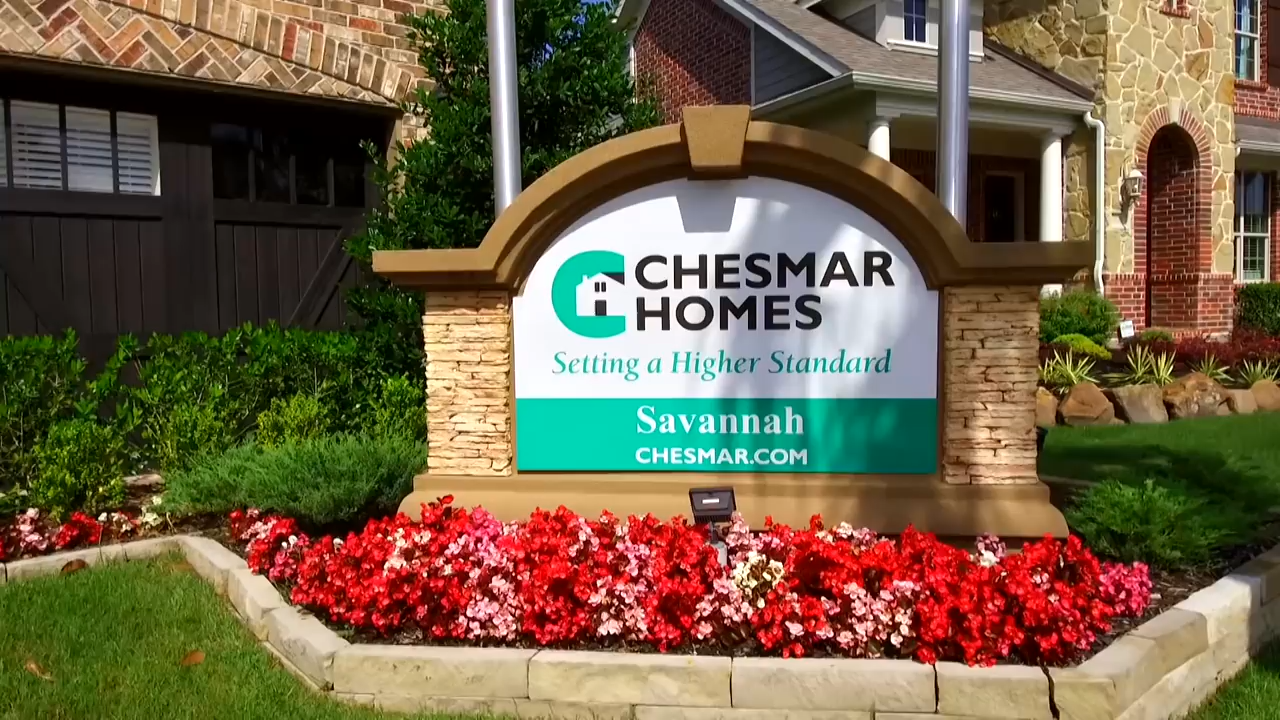 CHESMAR
HOMES
Setting a Higher Standard
Savannah
CHESMAR.COM